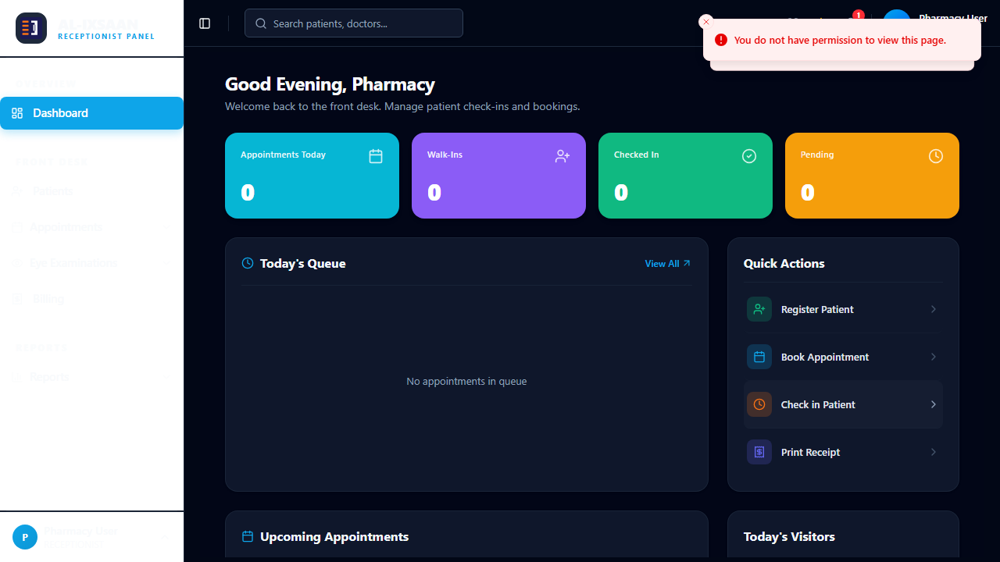 AL-IXSAAN
RECEPTIONIST PANEL
OVERVIEW
Dashboard
FRONT DESK
Patients
Appointments
Eye Examinations
Billing
REPORTS
Reports
P
Pharmacy User
Search patients, doctors...
1
Pharmacy User
You do not have permission to view this page.
Good Evening, Pharmacy
Welcome back to the front desk. Manage patient check-ins and bookings.
Appointments Today
0
Walk-Ins
0
Checked In
0
Pending
0
Today's Queue
View All
No appointments in queue
Quick Actions
Register Patient
Book Appointment
Check in Patient
Print Receipt
Upcoming Appointments
Today's Visitors